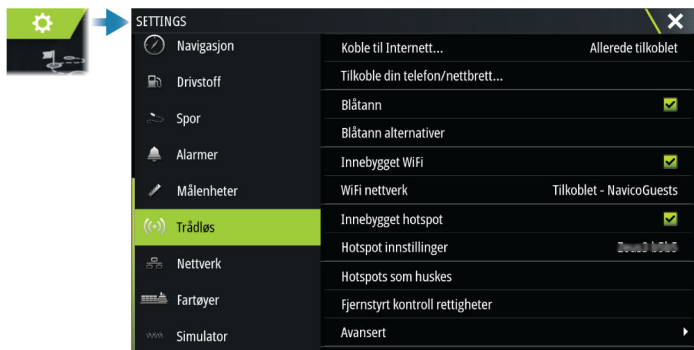 SETTINGS
Navigasjon
Drivstoff
Spor
Alarmer
Målenheter
Trådløs
Nettverk
Fartøyer
Simulator
Koble til Internett... Allerede tilkoblet
Tilkoble din telefon/nettbrett...
Blåtann
Blåtann alternativer
Innebygget WiFi
WiFi nettverk Tilkoblet - NavicoGuests
Innebygget hotspot
Hotspot innstillinger
Hotspots som huskes
Fjernstyrt kontroll rettigheter
Avansert